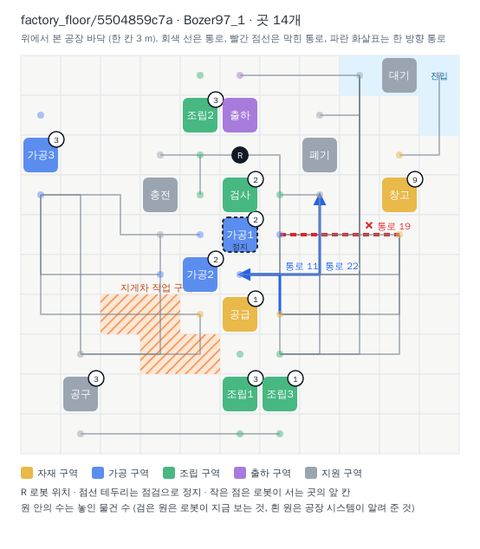 factory_floor/5504859c7a · Bozer97_1 · 곳 14개
위에서 본 공장 바닥 (한 칸 3 m). 회색 선은 통로, 빨간 점선은 막힌 통로, 파란 화살표는 한 방향 통로
대기
3
조립2
출하
3
가공3
R
폐기
충전
2
검사
9
창고
2
가공1
정지
통로 19
2
가공2
통로 11
통로 22
지게차 작업 구
1
공급
3
공구
3
조립1
1
조립3
자재 구역
가공 구역
조립 구역
출하 구역
지원 구역
R 로봇 위치 · 점선 테두리는 점검으로 정지 · 작은 점은 로봇이 서는 곳의 앞 칸
원 안의 수는 놓인 물건 수 (검은 원은 로봇이 지금 보는 것, 흰 원은 공장 시스템이 알려 준 것)